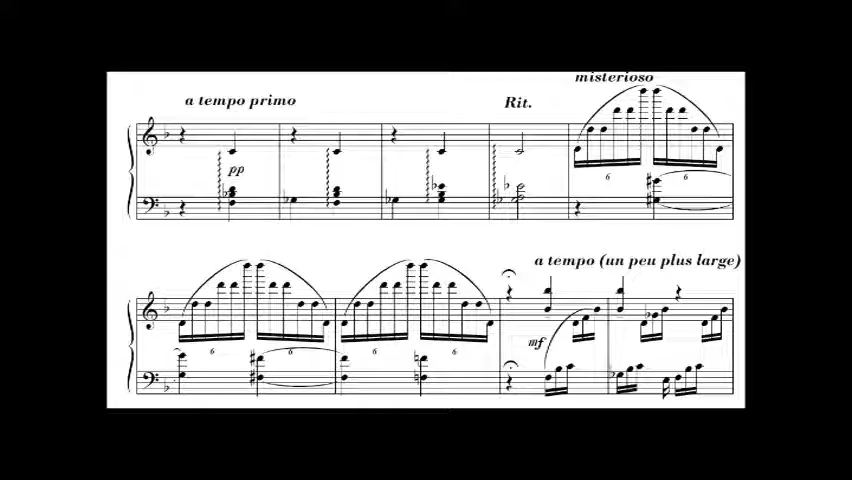 misterioso
a tempo primo
Rit.
pp
6 6
a tempo (un peu plus large)
mf
6 6 6 6